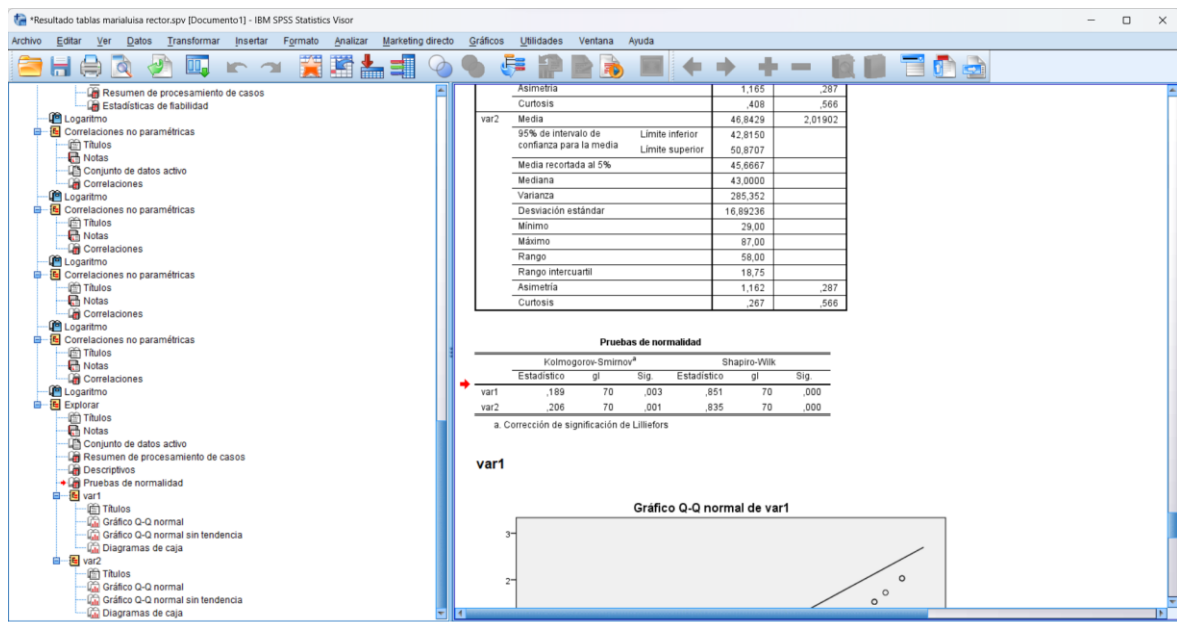 *Resultado tablas marialuisa rector.spv [Documento1] - IBM SPSS Statistics Visor
Archivo Editar Ver Datos Transformar Insertar Formato Analizar Marketing directo Gráficos Utilidades Ventana Ayuda
Resumen de procesamiento de casos
Estadísticas de fiabilidad
Logaritmo
Correlaciones no paramétricas
Títulos
Notas
Conjunto de datos activo
Correlaciones
Logaritmo
Correlaciones no paramétricas
Títulos
Notas
Correlaciones
Logaritmo
Correlaciones no paramétricas
Títulos
Notas
Correlaciones
Logaritmo
Correlaciones no paramétricas
Títulos
Notas
Correlaciones
Logaritmo
Explorar
Títulos
Notas
Conjunto de datos activo
Resumen de procesamiento de casos
Descriptivos
Pruebas de normalidad
var1
Títulos
Gráfico Q-Q normal
Gráfico Q-Q normal sin tendencia
Diagramas de caja
var2
Títulos
Gráfico Q-Q normal
Gráfico Q-Q normal sin tendencia
Diagramas de caja
Asimetría 1,165 ,287
Curtosis ,408 ,566
var2 Media 46,8429 2,01902
95% de intervalo de Límite inferior 42,8150
confianza para la media Límite superior 50,8707
Media recortada al 5% 45,6667
Mediana 43,0000
Varianza 285,352
Desviación estándar 16,89236
Mínimo 29,00
Máximo 87,00
Rango 58,00
Rango intercuartil 18,75
Asimetría 1,162 ,287
Curtosis ,267 ,566
Pruebas de normalidad
Kolmogorov-Smirnovª Shapiro-Wilk
Estadístico gl Sig. Estadístico gl Sig.
var1 ,189 70 ,003 ,851 70 ,000
var2 ,206 70 ,001 ,835 70 ,000
a. Corrección de significación de Lilliefors
var1
Gráfico Q-Q normal de var1
3
2